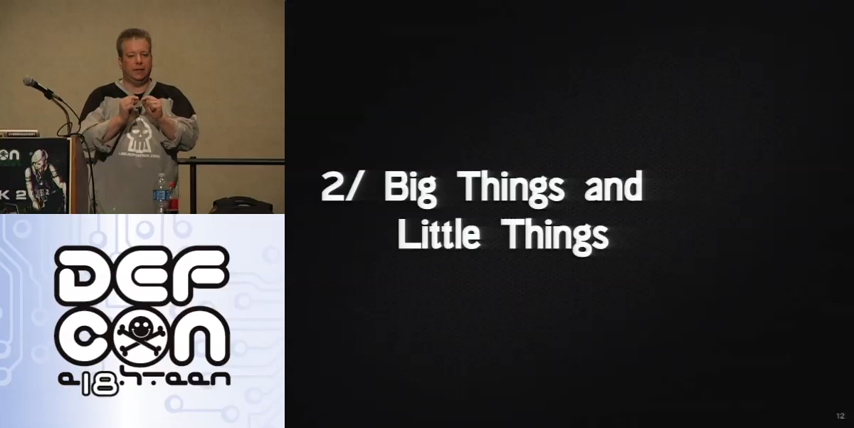 2/ Big Things and
Little Things
DEF
CON
e18hteen
12